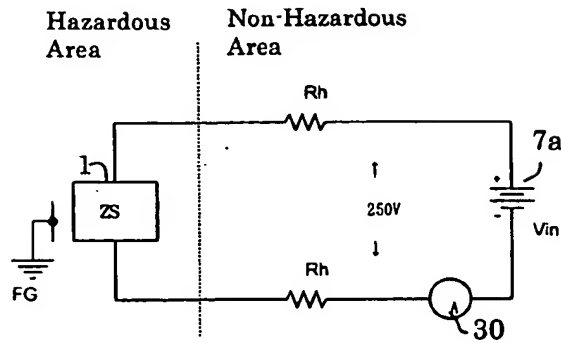 Hazardous Area
Non-Hazardous Area
Rh
1
ZS
FG
250V
7a
+
-
Vin
Rh
A
30